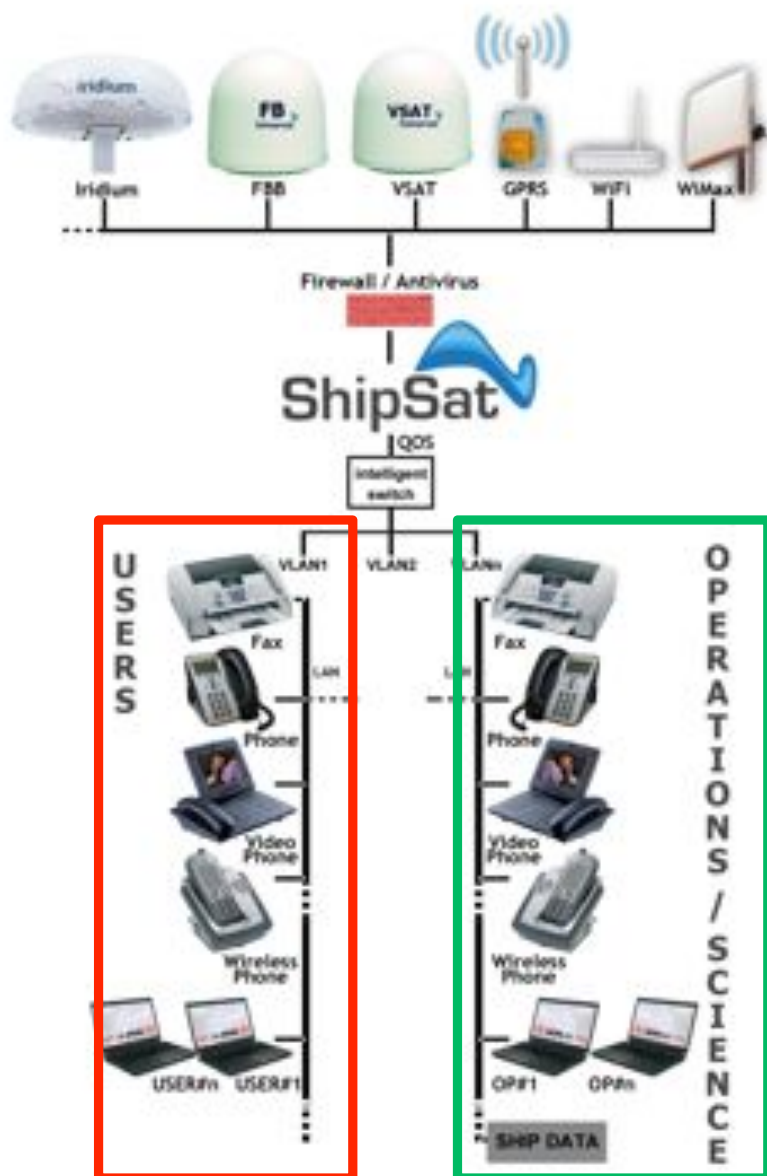 iridium
FB
VSAT
Iridium FBB VSAT GPRS WiFi WiMax
Firewall / Antivirus
ShipSat
QOS
intelligent
switch
VLAN1 VLAN2 VLANn
USERS
Fax
LAN
Phone
Video
Phone
Wireless
Phone
USER#n USER#1
OPERATIONS / SCIENCE
Fax
LAN
Phone
Video
Phone
Wireless
Phone
OP#1 OP#n
SHIP DATA